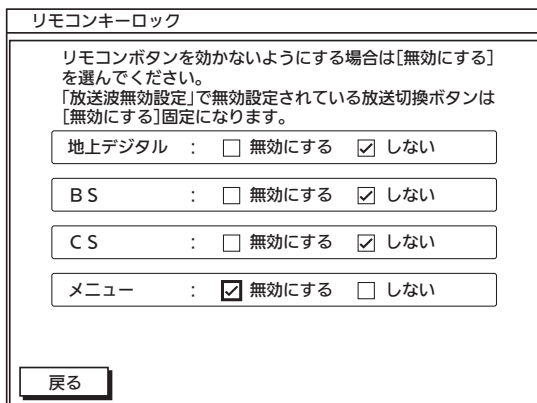 リモコンキーロック
リモコンボタンを効かないようにする場合は[無効にする]
を選んでください。
「放送波無効設定」で無効設定されている放送切換ボタンは
[無効にする]固定になります。
地上デジタル : □ 無効にする ☑ しない
ＢＳ : □ 無効にする ☑ しない
ＣＳ : □ 無効にする ☑ しない
メニュー : ☑ 無効にする □ しない
戻る